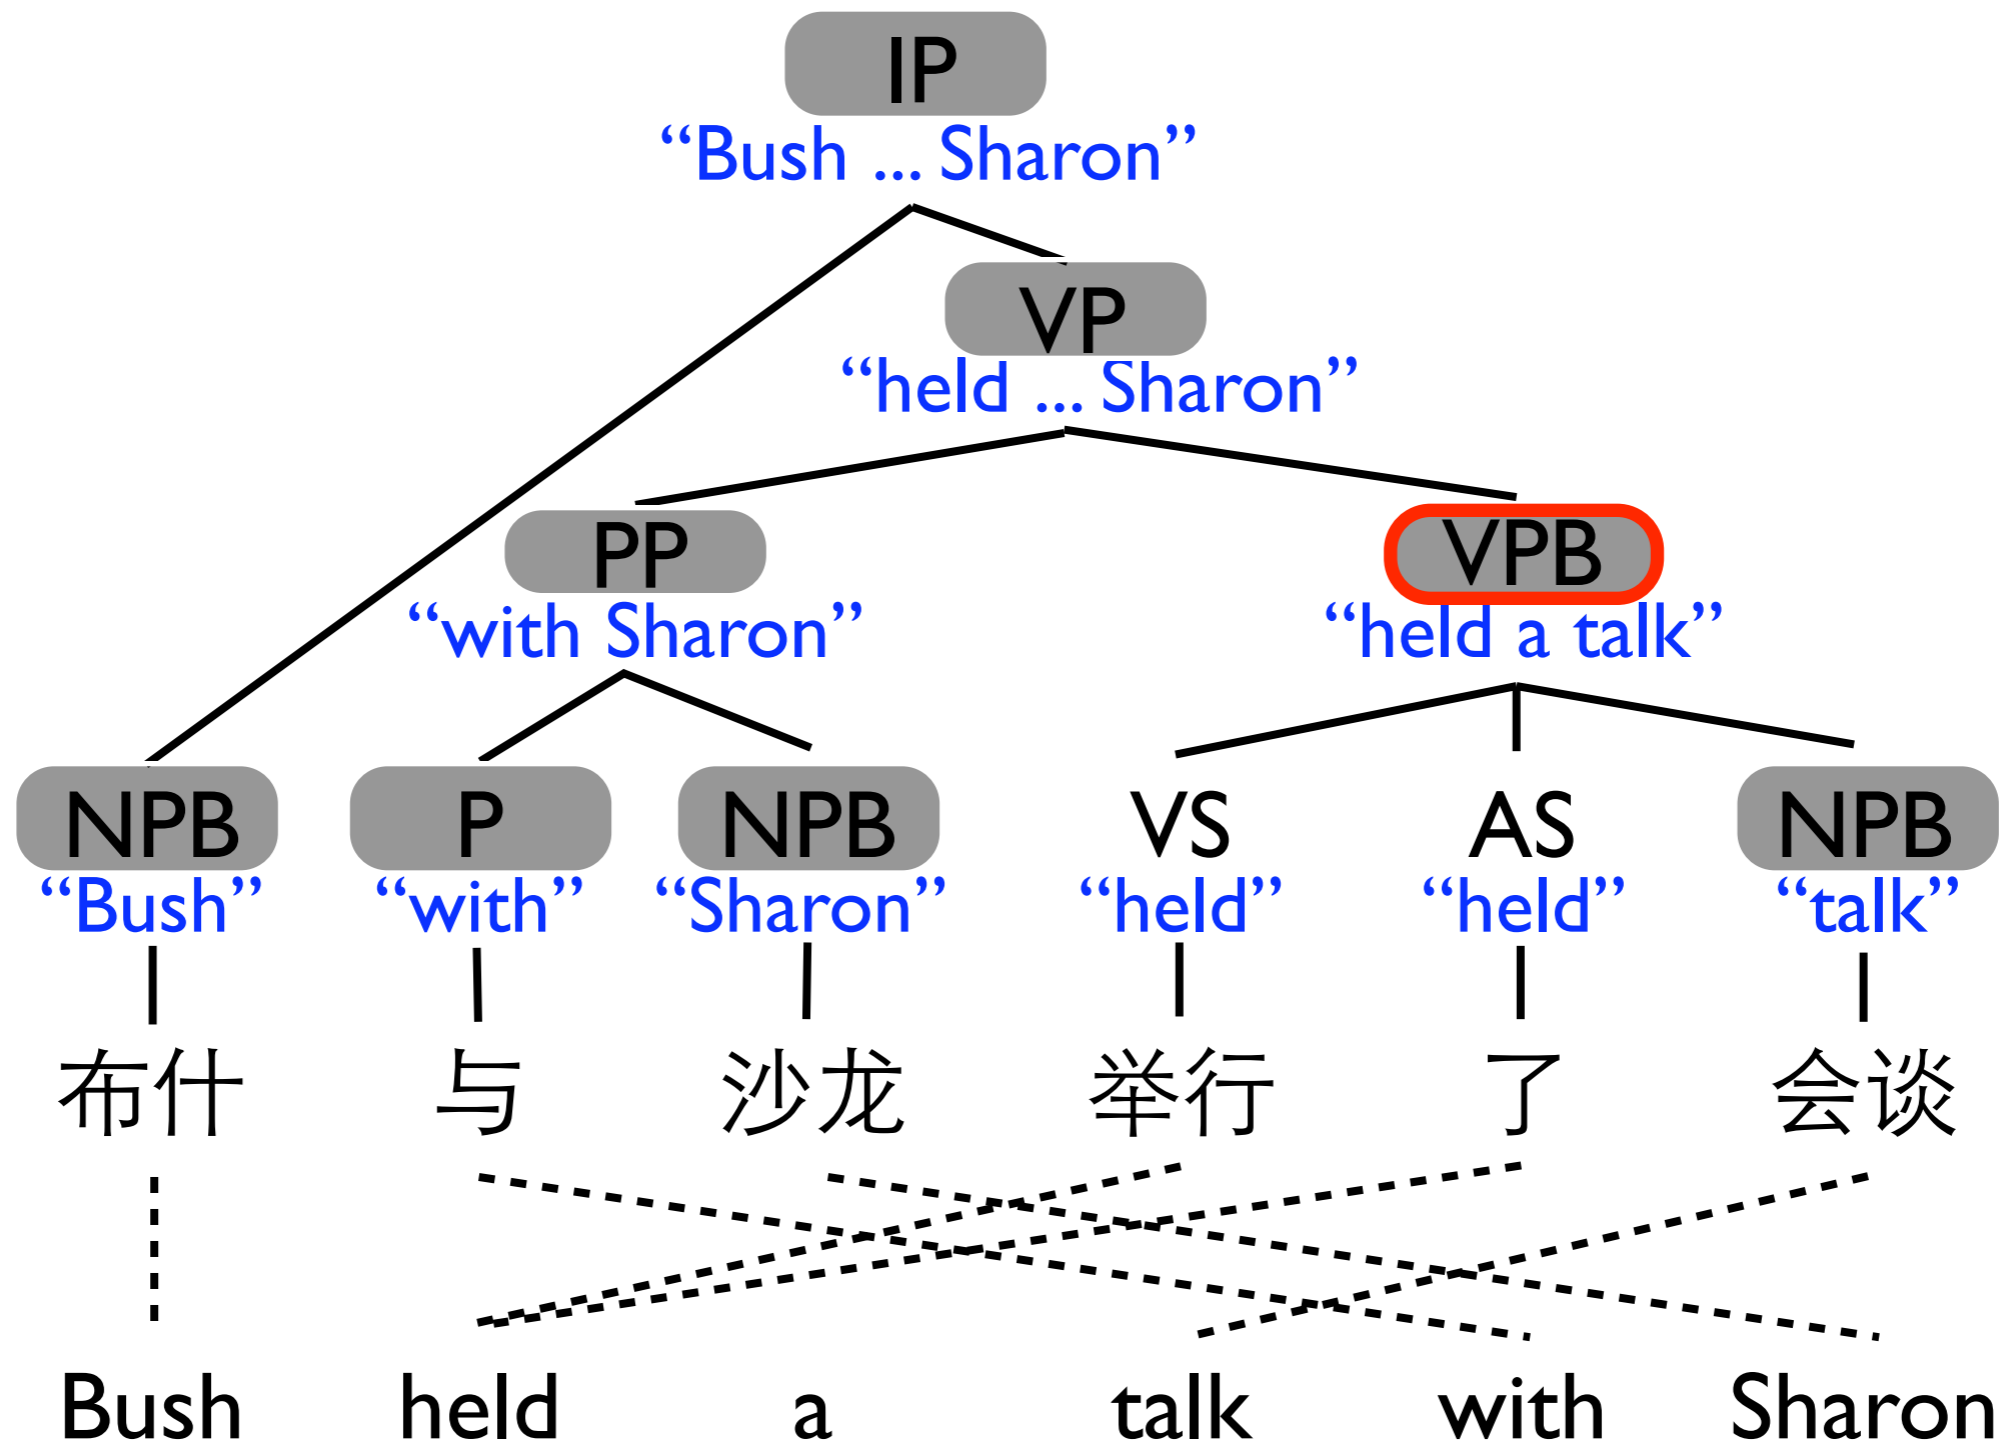 IP
“Bush ... Sharon”
VP
“held ... Sharon”
PP VPB
“with Sharon” “held a talk”
NPB P NPB VS AS NPB
“Bush” “with” “Sharon” “held” “held” “talk”
布什 与 沙龙 举行 了 会谈
Bush held a talk with Sharon